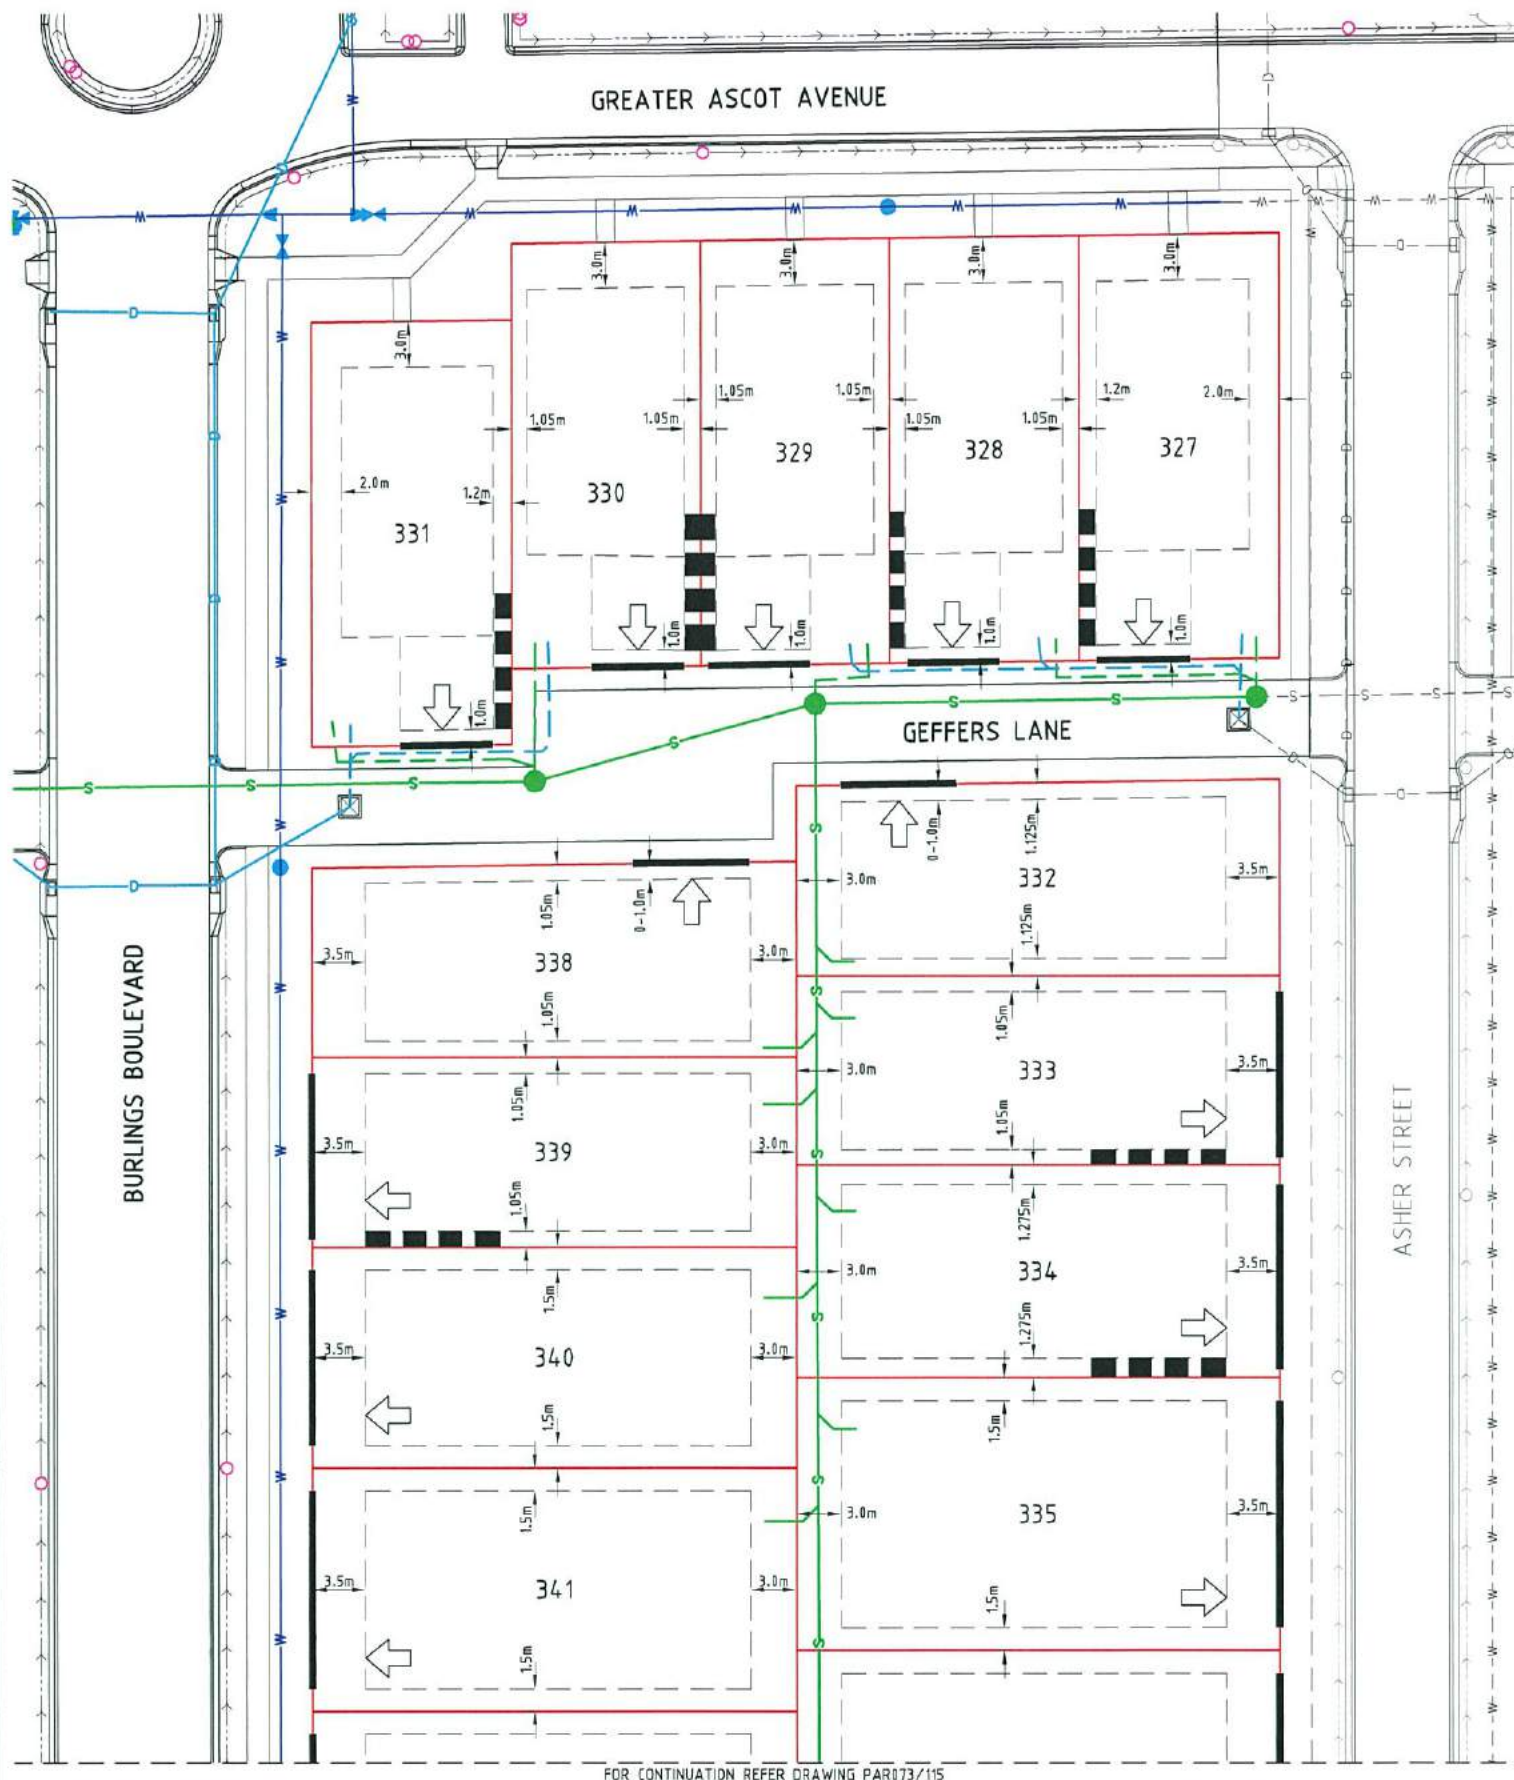 GREATER ASCOT AVENUE
W
W W W W W W W W W
3.0m 3.0m 3.0m 3.0m
D
3.0m
1.05m 1.05m 1.2m 2.0m
1.05m 1.05m 1.05m 1.05m
329 328 327
2.0m 1.2m 330
331
1.0m 1.0m 1.0m 1.0m
1.0m
S S S S S
GEFFERS LANE
S S S S
D
0-1.0m 1.125m
3.0m 332 3.5m
1.125m
1.05m 0-1.0m
3.5m 338 3.0m
1.05m
BURLINGS BOULEVARD
1.05m
3.0m 333 3.5m
1.05m
1.05m
3.5m 339 3.0m
1.05m
ASHER STREET
1.275m
3.0m 334 3.5m
1.275m
1.5m
3.5m 340 3.0m
1.5m
1.5m
3.0m 335 3.5m
1.5m
1.5m
3.5m 341 3.0m
1.5m
FOR CONTINUATION REFER DRAWING PAR073/115